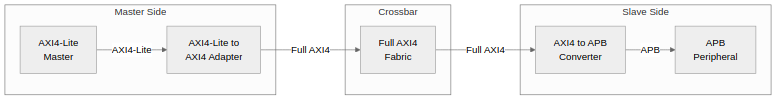 Master Side
AXI4-Lite
Master
AXI4-Lite
AXI4-Lite to
AXI4 Adapter
Full AXI4
Crossbar
Full AXI4
Fabric
Full AXI4
Slave Side
AXI4 to APB
Converter
APB
APB
Peripheral